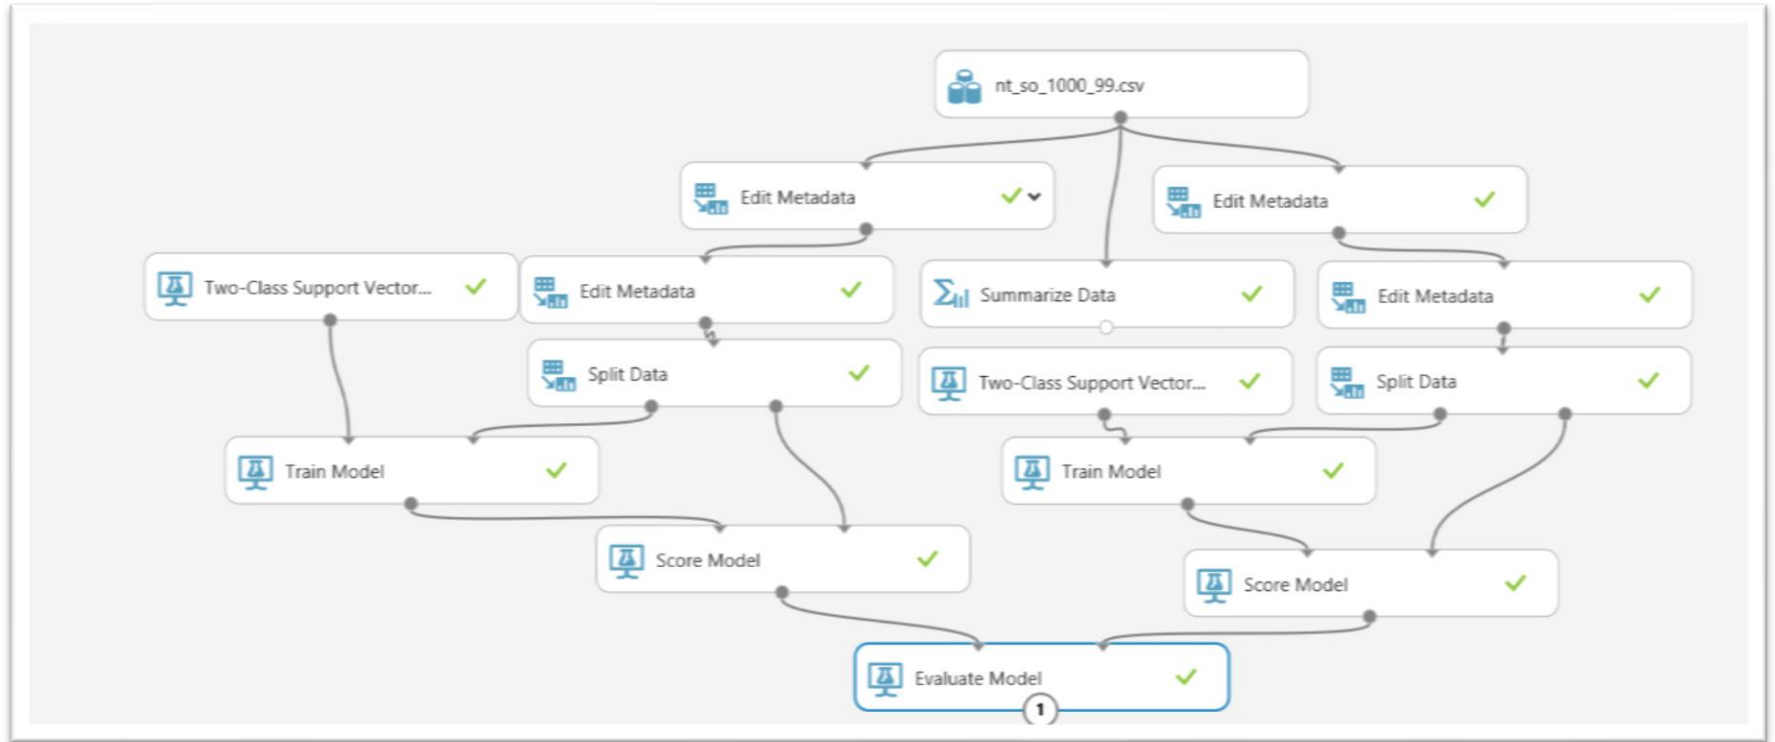 nt_so_1000_99.csv
Edit Metadata
Edit Metadata
Two-Class Support Vector...
Edit Metadata
Summarize Data
Edit Metadata
Split Data
Two-Class Support Vector...
Split Data
Train Model
Train Model
Score Model
Score Model
Evaluate Model
1